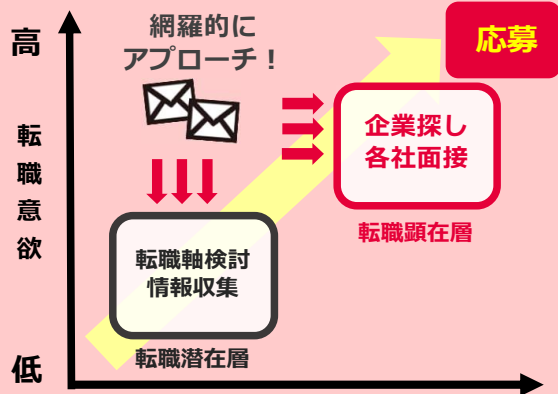 高
網羅的に
アプローチ！
応募
企業探し
各社面接
転職意欲
転職顕在層
転職軸検討
情報収集
転職潜在層
低